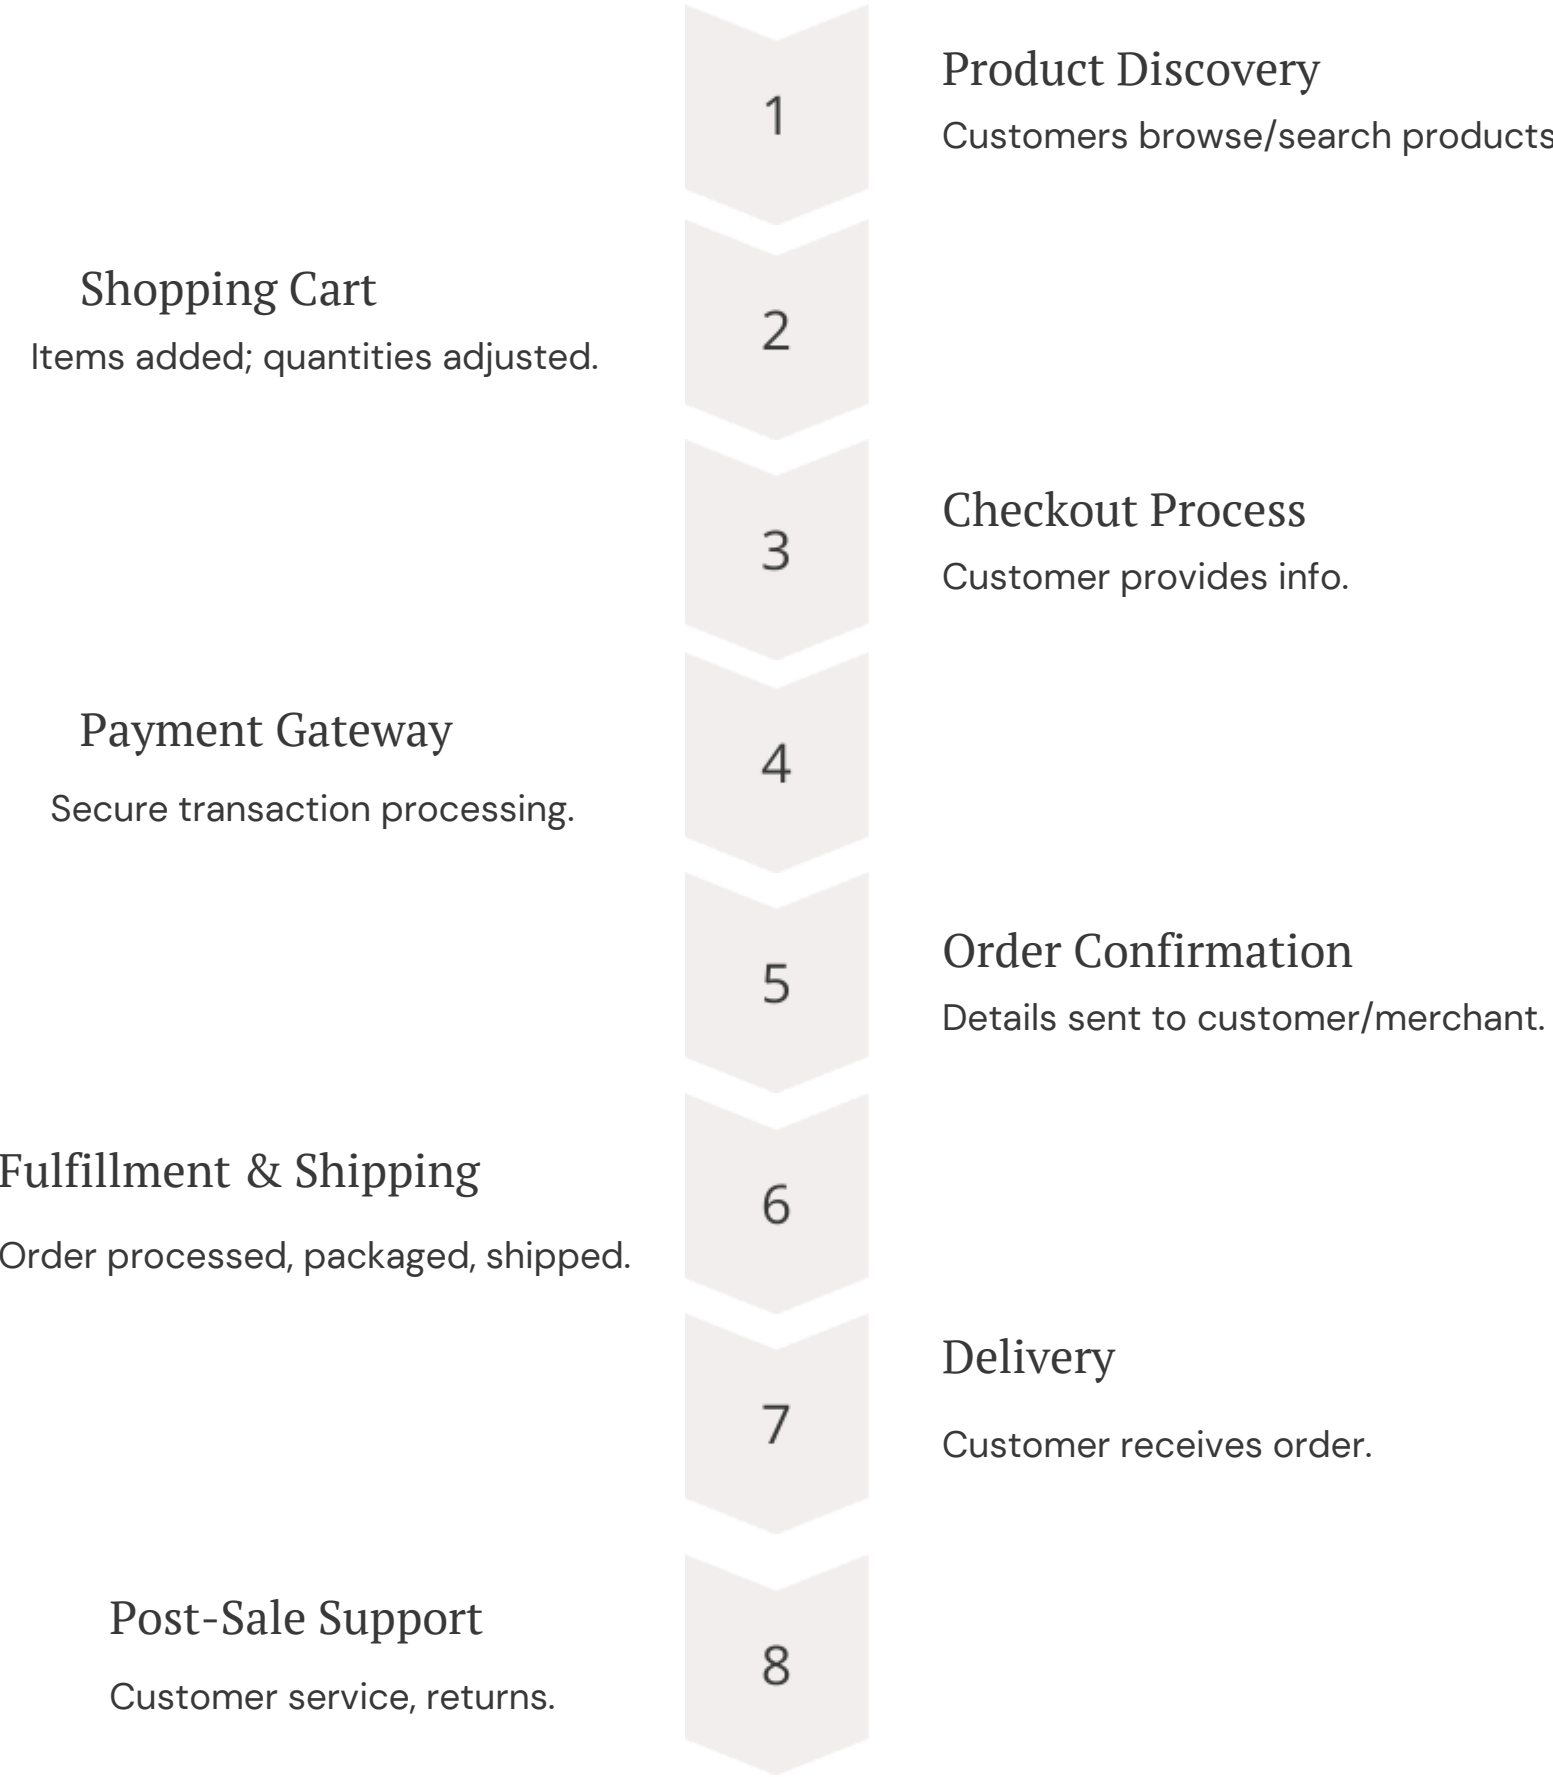 1
Product Discovery
Customers browse/search products
2
Shopping Cart
Items added; quantities adjusted.
3
Checkout Process
Customer provides info.
4
Payment Gateway
Secure transaction processing.
5
Order Confirmation
Details sent to customer/merchant.
6
Fulfillment & Shipping
Order processed, packaged, shipped.
7
Delivery
Customer receives order.
8
Post-Sale Support
Customer service, returns.